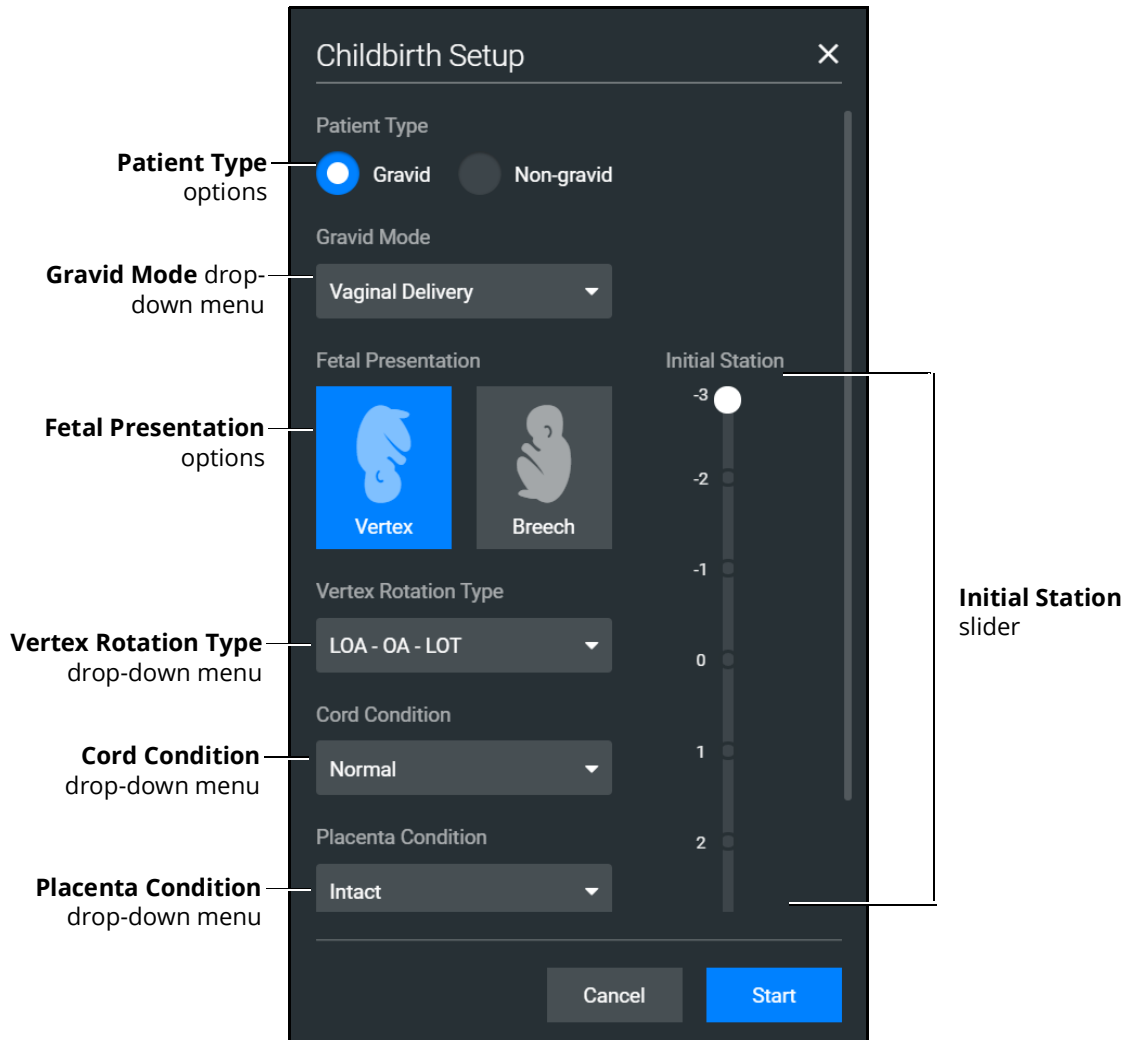 Childbirth Setup
Patient Type
Patient Type
options
Gravid
Non-gravid
Gravid Mode
Gravid Mode drop-
down menu
Vaginal Delivery
Fetal Presentation
Initial Station
-3
Fetal Presentation
options
-2
Vertex
Breech
-1
Vertex Rotation Type
Initial Station
slider
Vertex Rotation Type
drop-down menu
LOA - OA - LOT
0
Cord Condition
Cord Condition
drop-down menu
Normal
1
Placenta Condition
2
Placenta Condition
drop-down menu
Intact
Cancel
Start